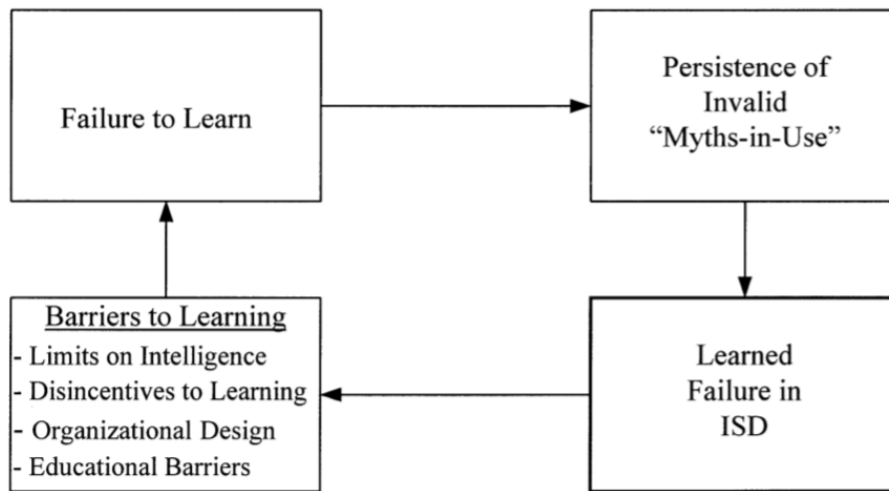 Failure to Learn
Persistence of
Invalid
“Myths-in-Use”
Barriers to Learning
- Limits on Intelligence
- Disincentives to Learning
- Organizational Design
- Educational Barriers
Learned
Failure in
ISD